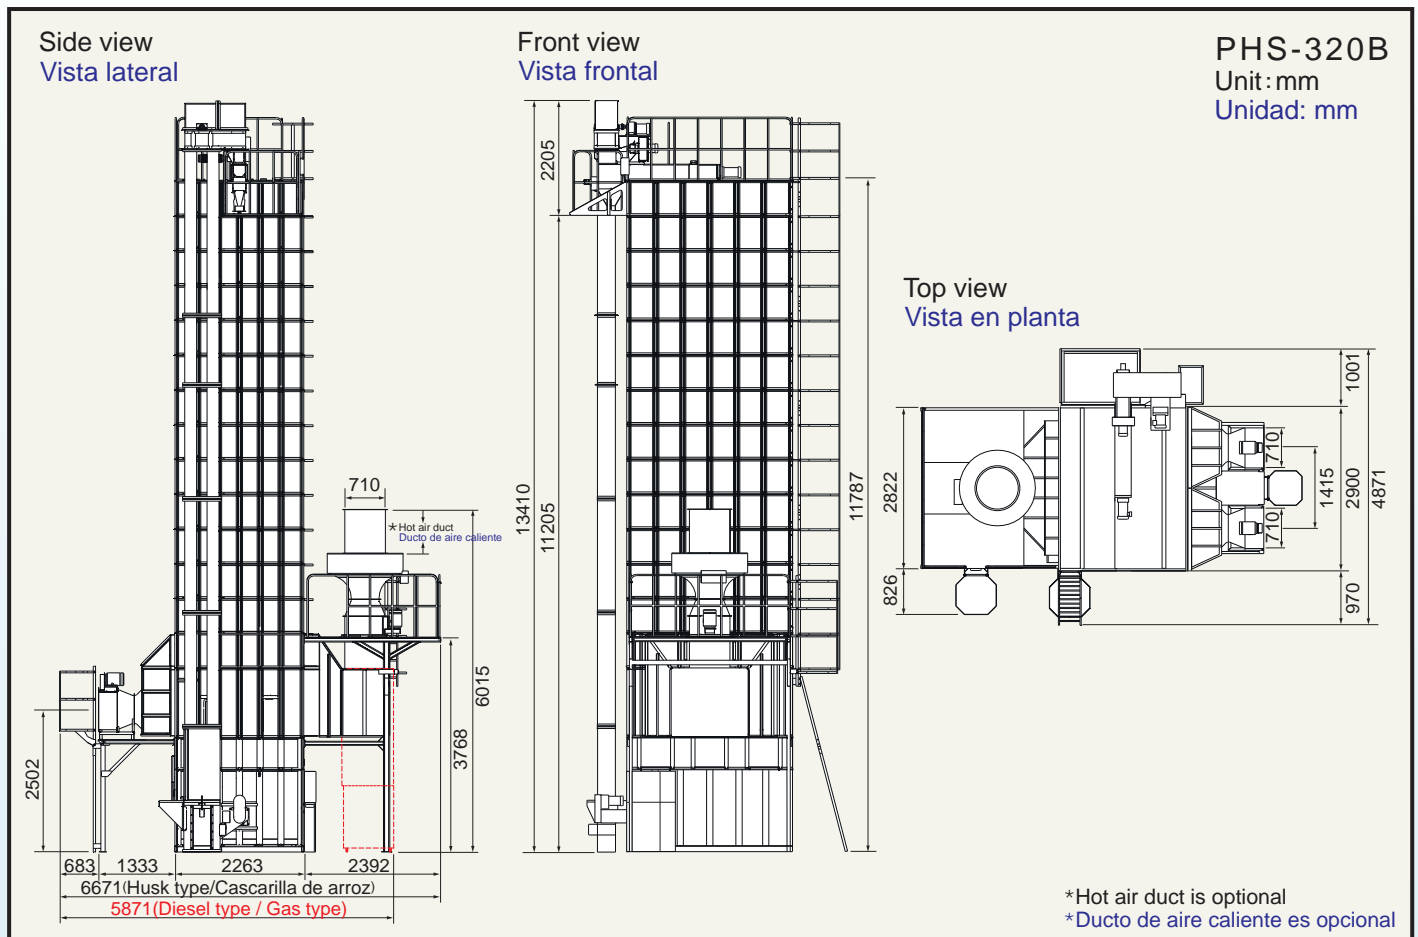 Side view
Vista lateral
Front view
Vista frontal
PHS-320B
Unit:mm
Unidad: mm
2205
13410
11205
11787
710
*Hot air duct
Ducto de aire caliente
6015
3768
2502
683
1333
2263
2392
6671(Husk type/Cascarilla de arroz)
5871(Diesel type / Gas type)
Top view
Vista en planta
1001
2822
826
710
710
1415
2900
4871
970
*Hot air duct is optional
*Ducto de aire caliente es opcional